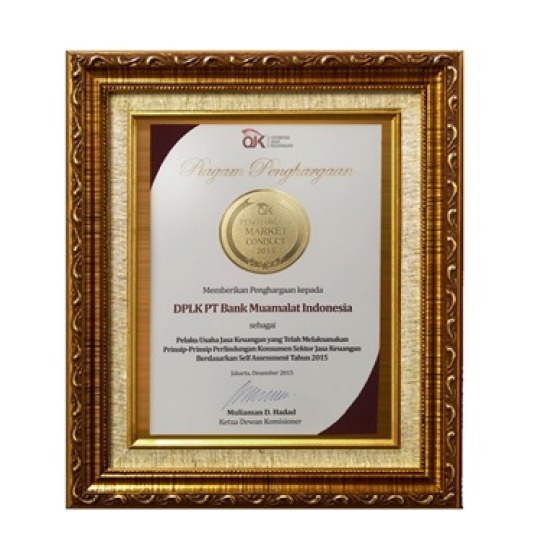 OJK
OTORITAS
JASA
KEUANGAN
Piagam Penghargaan
OJK
PENGHARGAAN
MARKET
CONDUCT
2015
Memberikan Penghargaan kepada
DPLK PT Bank Muamalat Indonesia
sebagai
Pelaku Usaha Jasa Keuangan yang Telah Melaksanakan
Prinsip-Prinsip Perlindungan Konsumen Sektor Jasa Keuangan
Berdasarkan Self Assessment Tahun 2015
Jakarta, Desember 2015
Muliaman D. Hadad
Ketua Dewan Komisioner